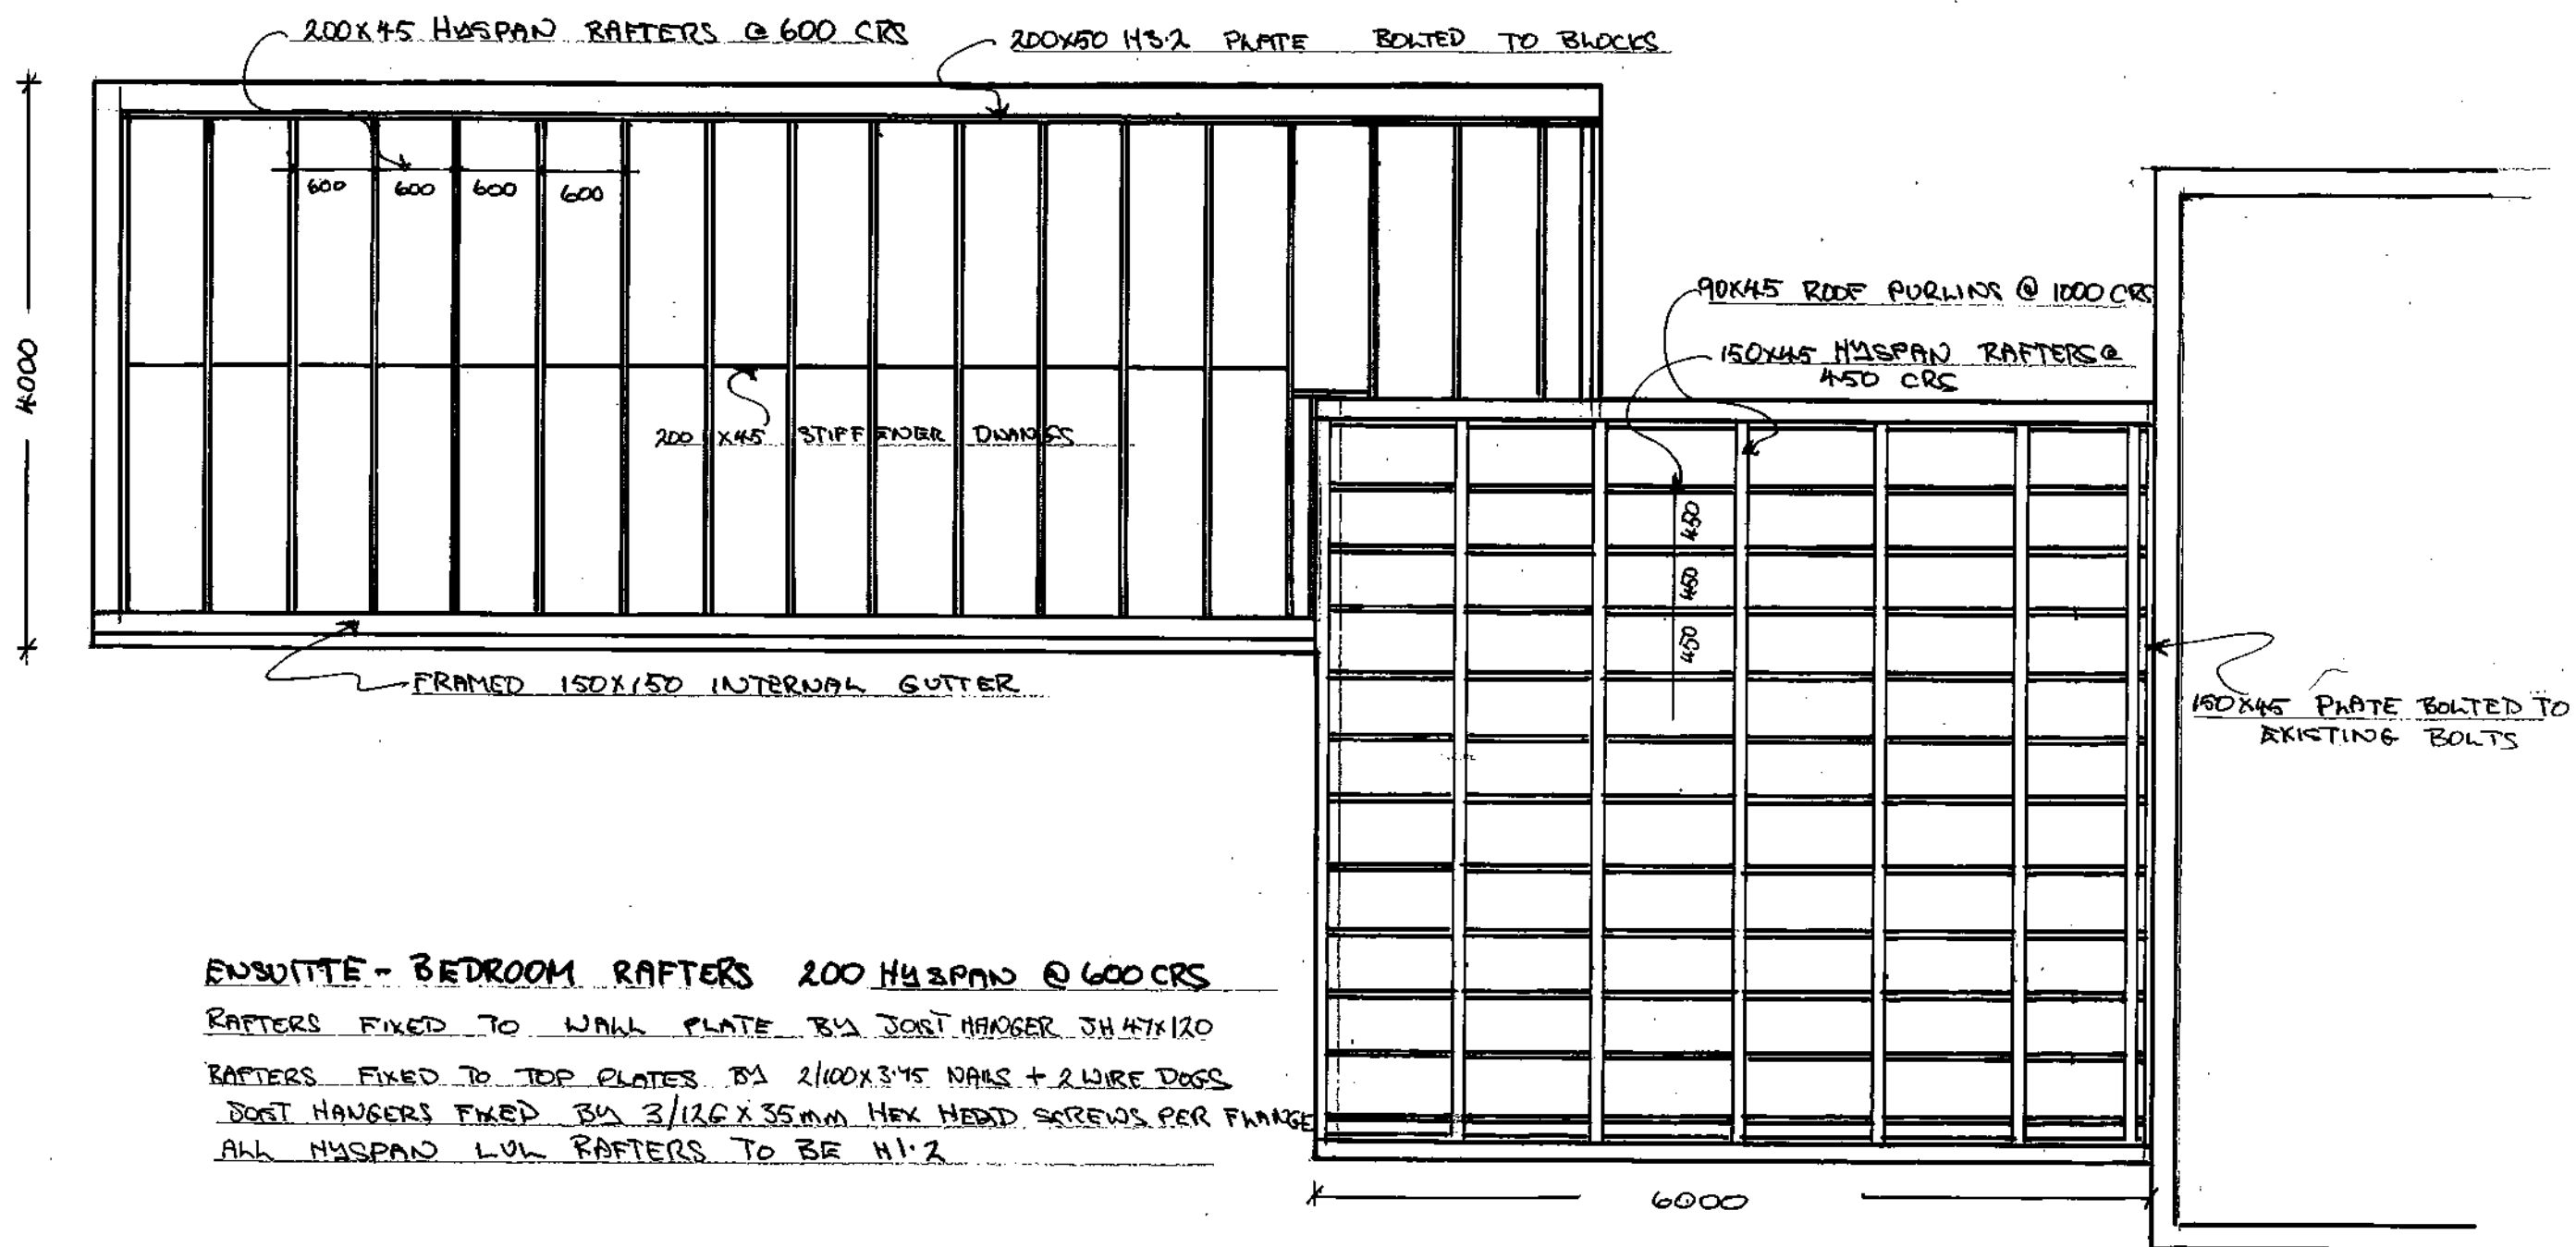 200X45 HYSPAN RAFTERS @ 600 CRS
200X50 H3.2 PLATE BOLTED TO BLOCKS
4000
600 600 600 600
90X45 ROOF PURLINS @ 1000 CRS
150X45 HYSPAN RAFTERS @
450 CRS
200 X45 STIFFENER DWANGS
450
450
450
FRAMED 150X150 INTERNAL GUTTER
150X45 PLATE BOLTED TO
EXISTING BOLTS
ENSUITTE - BEDROOM RAFTERS 200 HYSPAN @ 600 CRS
RAFTERS FIXED TO WALL PLATE BY JOIST HANGER JH 47X120
RAFTERS FIXED TO TOP PLATES BY 2/100X3.75 NAILS + 2 WIRE DOGS
JOIST HANGERS FIXED BY 3/12G X 35mm HEX HEAD SCREWS PER FLANGE
ALL HYSPAN LVL RAFTERS TO BE H1.2
6000